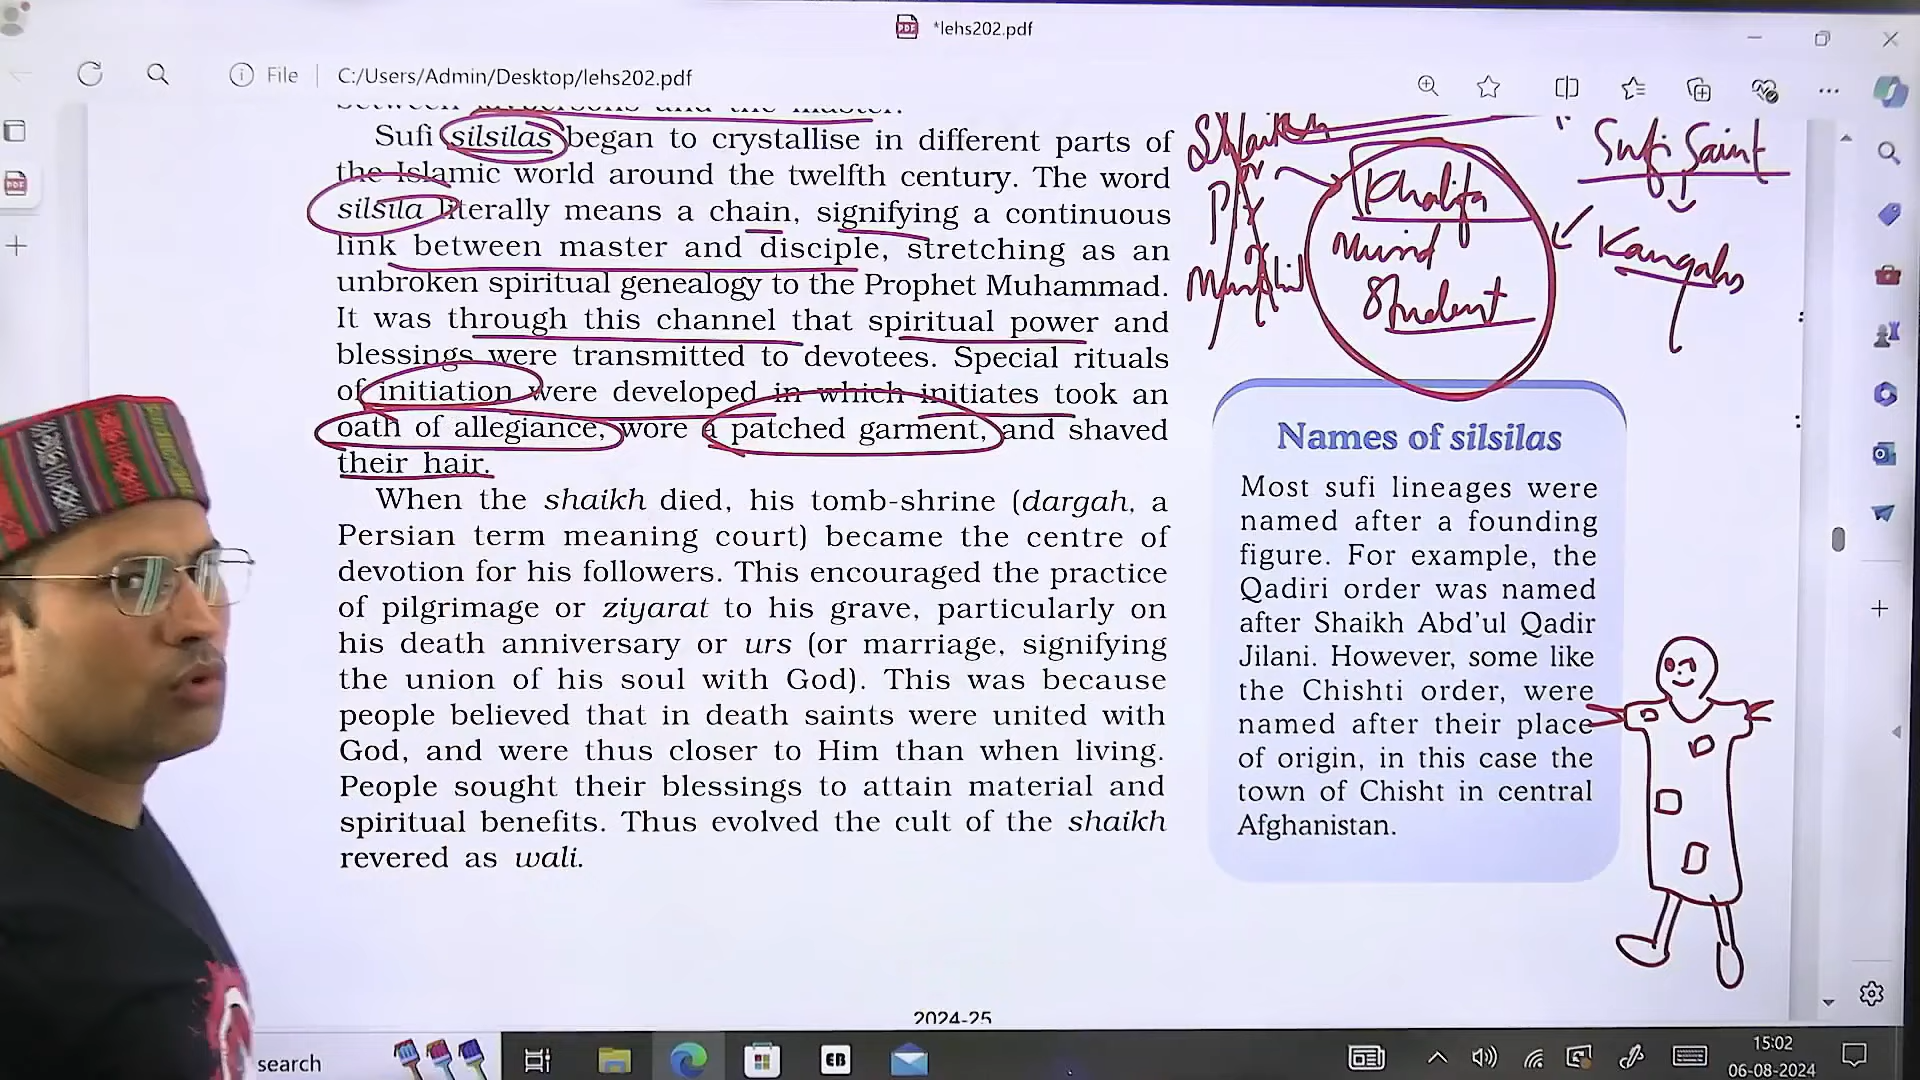 *lehs202.pdf
File
C:/Users/Admin/Desktop/lehs202.pdf
Sufi silsilas began to crystallise in different parts of
the Islamic world around the twelfth century. The word
silsila literally means a chain, signifying a continuous
link between master and disciple, stretching as an
unbroken spiritual genealogy to the Prophet Muhammad.
It was through this channel that spiritual power and
blessings were transmitted to devotees. Special rituals
of initiation were developed in which initiates took an
oath of allegiance, wore a patched garment, and shaved
their hair.
When the shaikh died, his tomb-shrine (dargah, a
Persian term meaning court) became the centre of
devotion for his followers. This encouraged the practice
of pilgrimage or ziyarat to his grave, particularly on
his death anniversary or urs (or marriage, signifying
the union of his soul with God). This was because
people believed that in death saints were united with
God, and were thus closer to Him than when living.
People sought their blessings to attain material and
spiritual benefits. Thus evolved the cult of the shaikh
revered as wali.
Shaikh
or
Pir
or
Murshid
Khalifa
Murid
Student
Sufi Saint
Kanqahs
Names of silsilas
Most sufi lineages were
named after a founding
figure. For example, the
Qadiri order was named
after Shaikh Abd'ul Qadir
Jilani. However, some like
the Chishti order, were
named after their place
of origin, in this case the
town of Chisht in central
Afghanistan.
2024-25
search
EB
15:02
06-08-2024